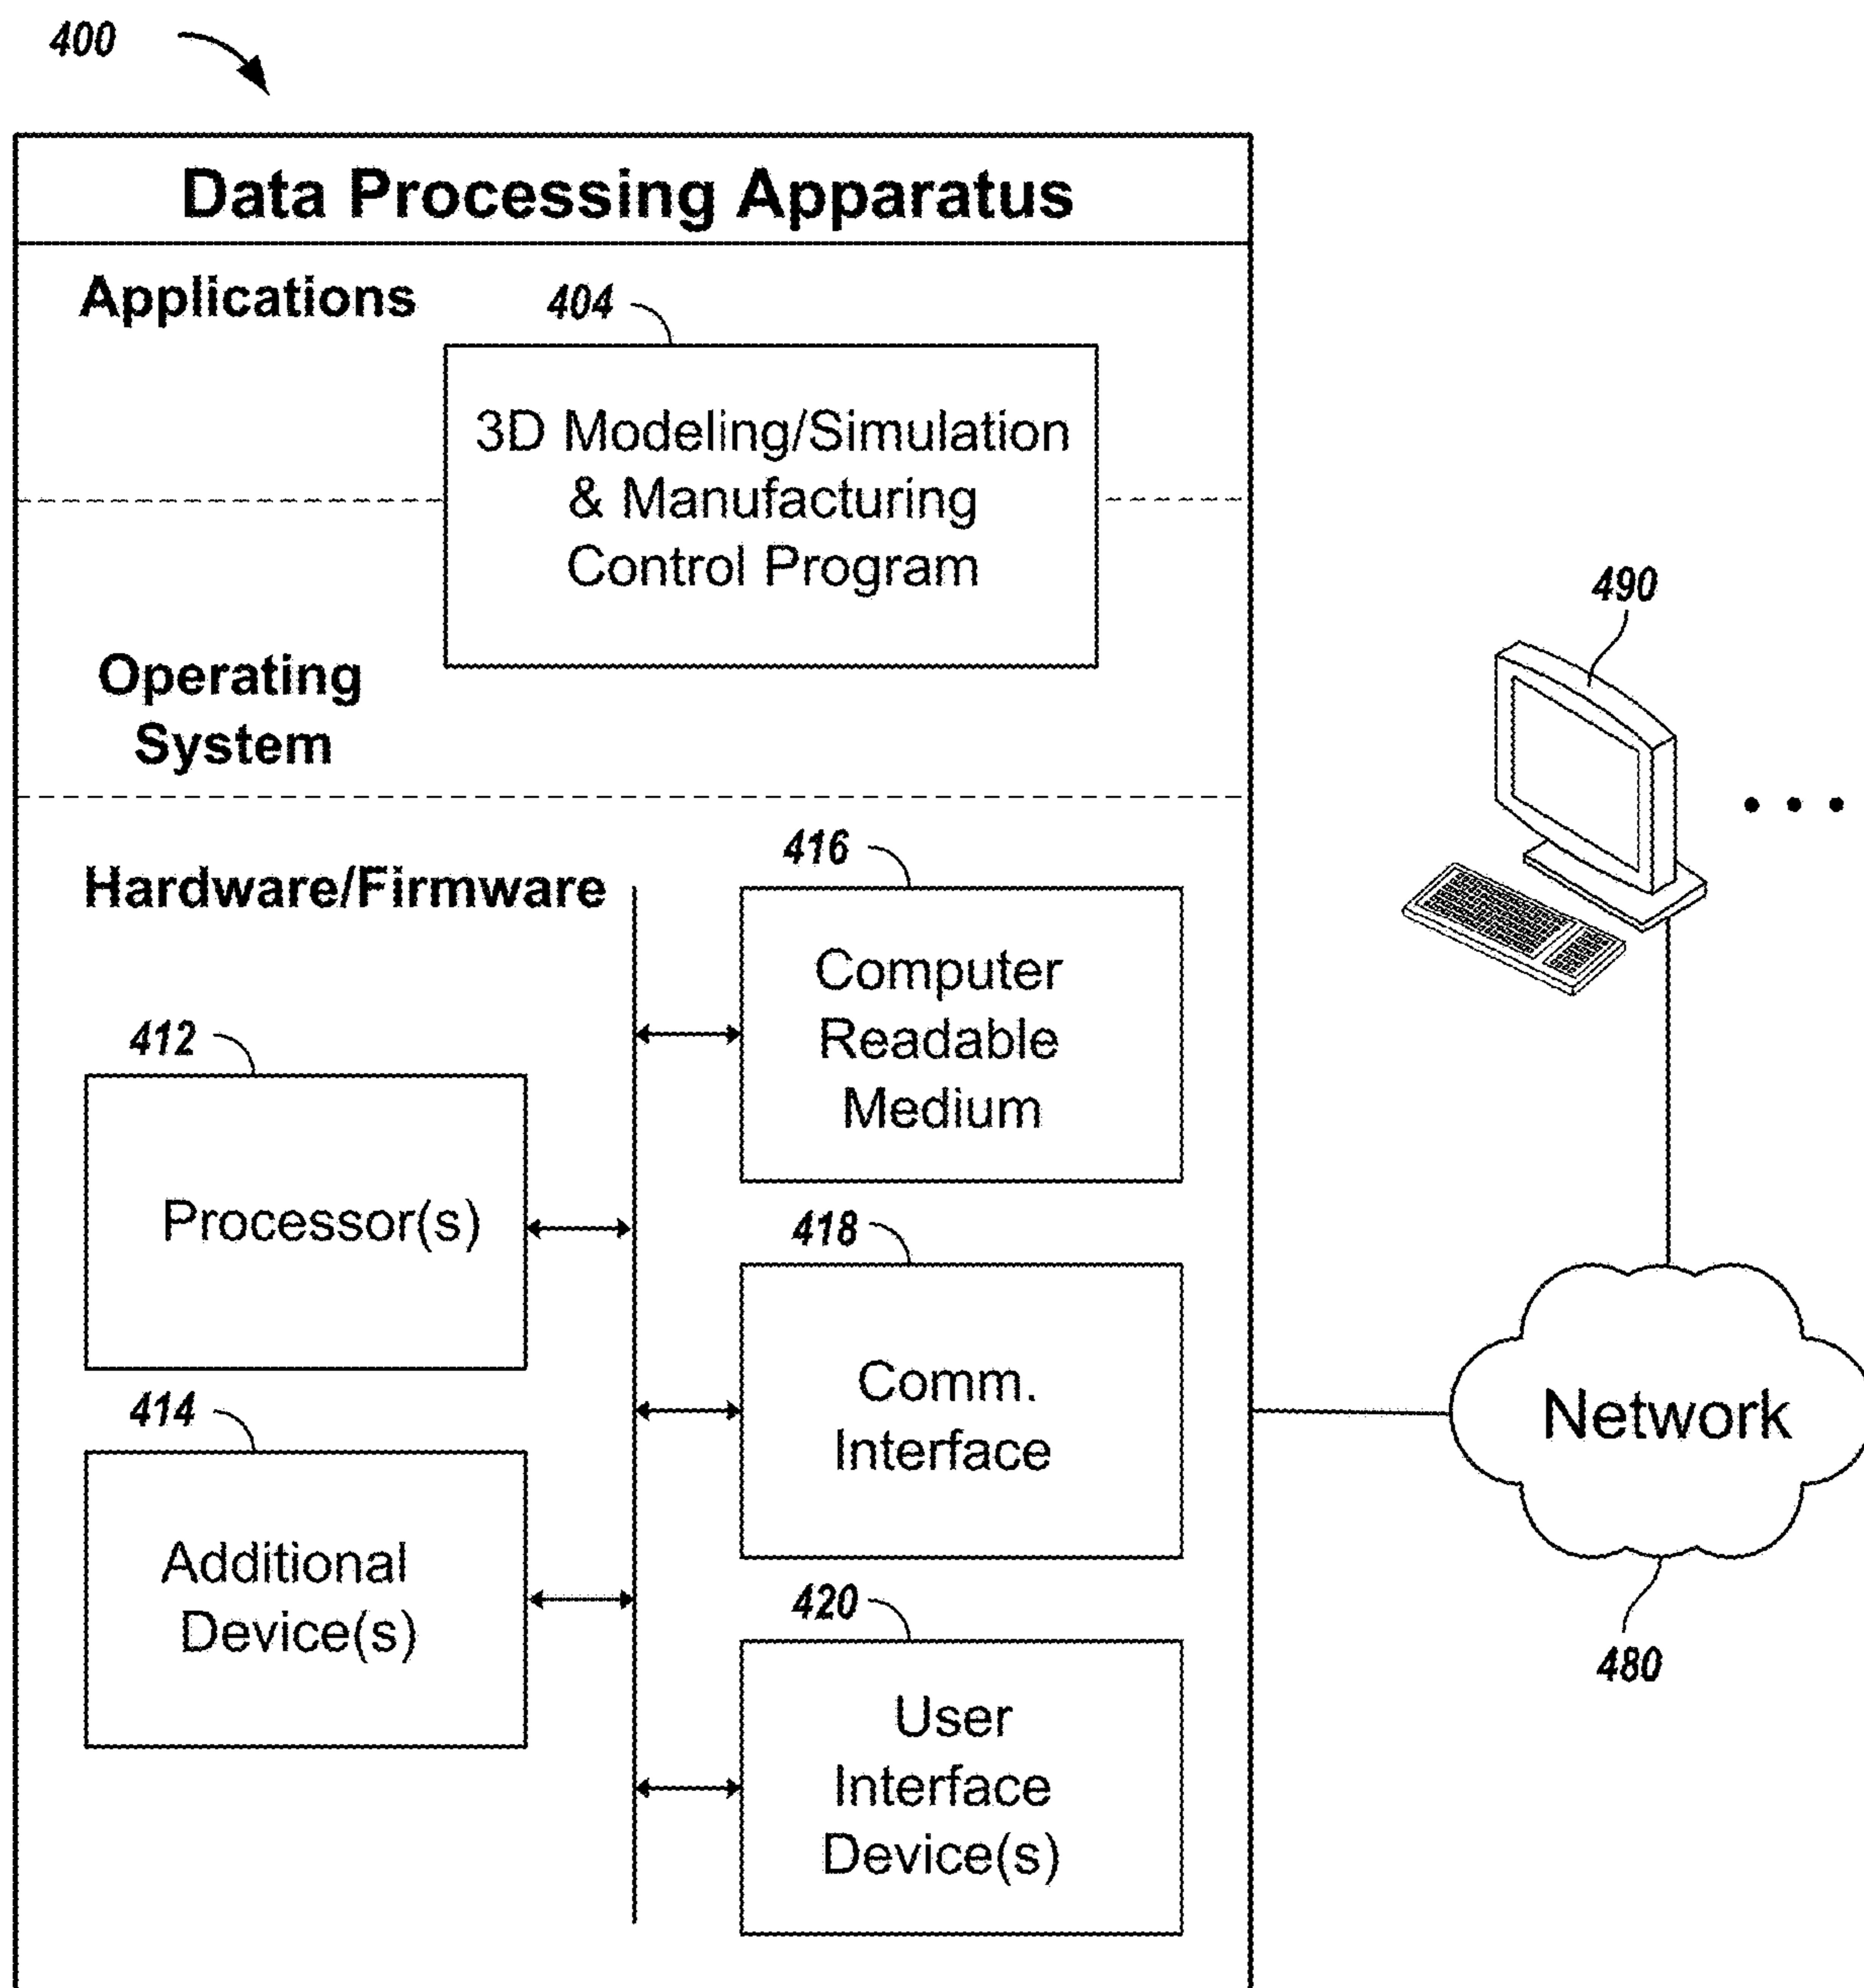 400
Data Processing Apparatus
Applications
404
3D Modeling/Simulation
& Manufacturing
Control Program
Operating
System
Hardware/Firmware
416
Computer
Readable
Medium
412
Processor(s)
418
Comm.
Interface
414
Additional
Device(s)
420
User
Interface
Device(s)
490
Network
480